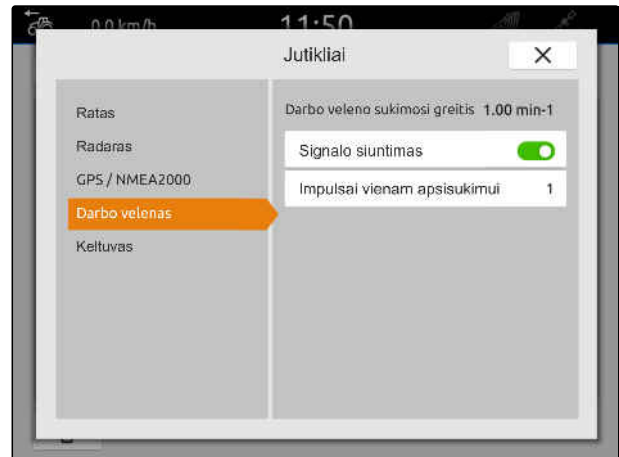 0.0 km/h
11:50
Jutikliai
Ratas
Radaras
GPS / NMEA2000
Darbo velenas
Keltuvas
Darbo veleno sukimosi greitis 1.00 min-1
Signalo siuntimas
Impulsai vienam apsisukimui 1